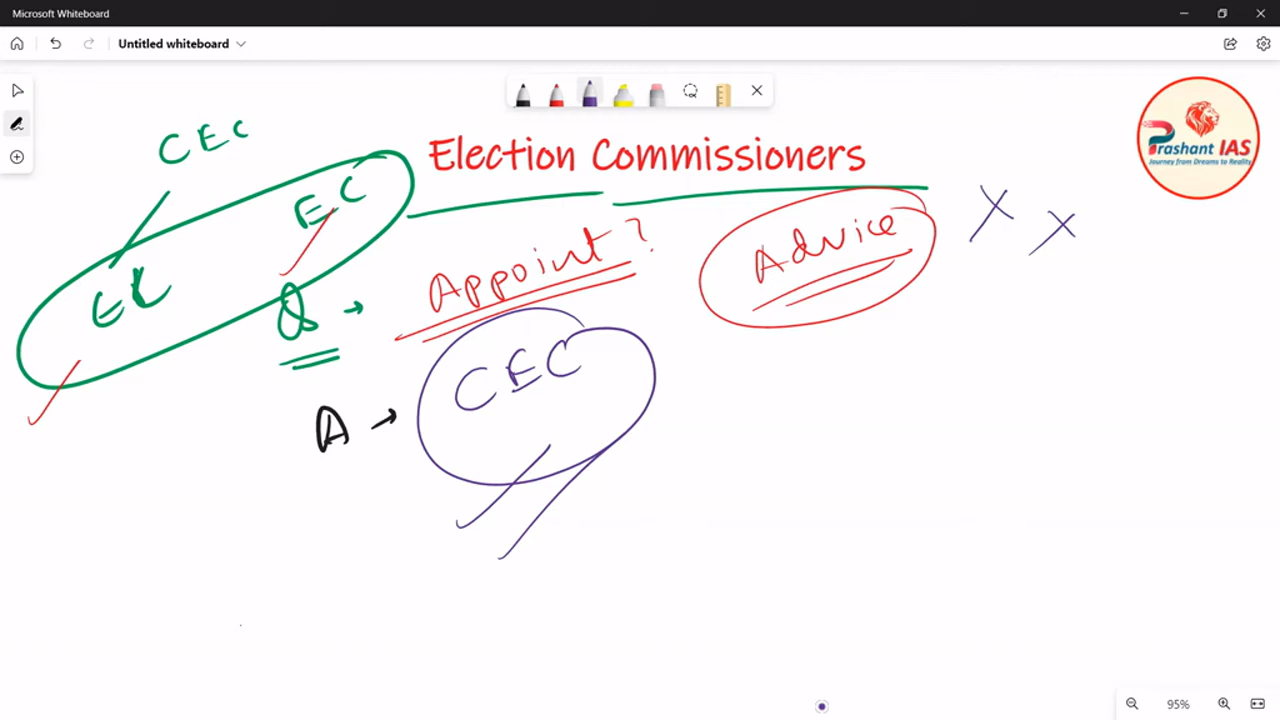 Microsoft Whiteboard
Untitled whiteboard
Prashant IAS
Journey from Dreams to Reality
Election Commissioners
CEC
EC
EC
Q →
Appoint?
Advice
X X
A →
CEC
95%